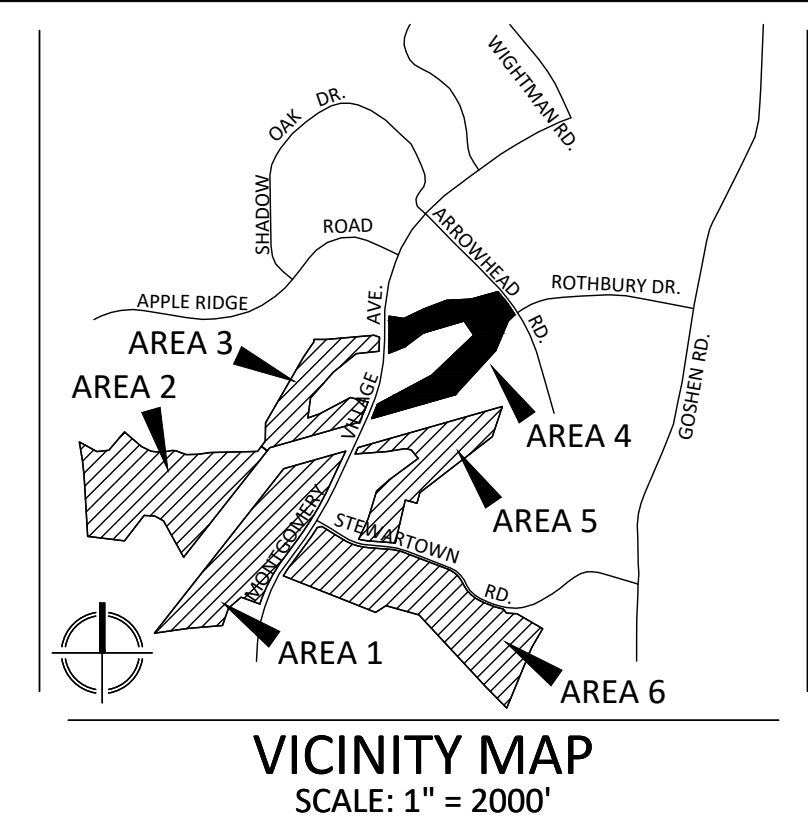 WIGHTMAN RD.
SHADOW OAK DR.
ARROWHEAD RD.
APPLE RIDGE ROAD
ROTHBURY DR.
GOSHEN RD.
MONTGOMERY VILLAGE AVE.
AREA 3
AREA 2
AREA 4
AREA 5
STEWARTOWN RD.
AREA 1
AREA 6
VICINITY MAP
SCALE: 1" = 2000'